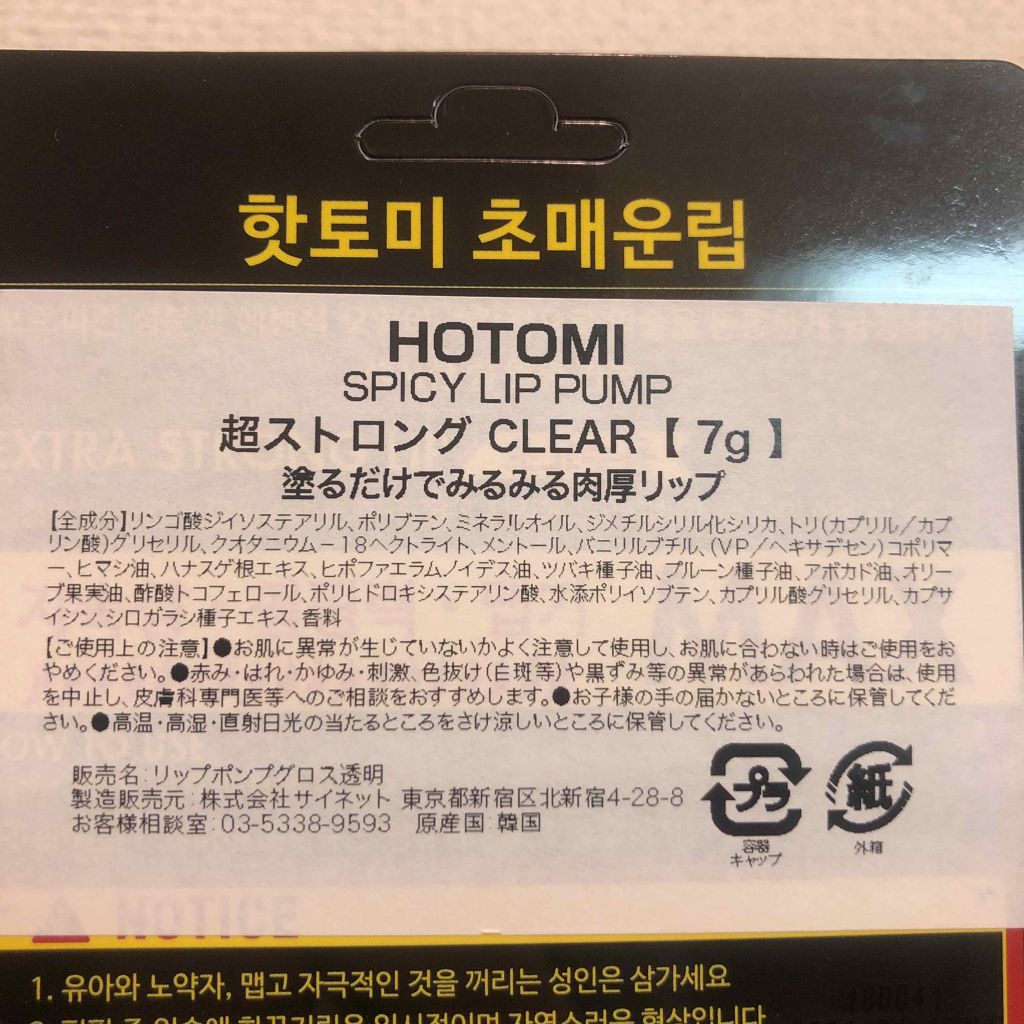 핫토미 초매운립
HOTOMI
SPICY LIP PUMP
超ストロング CLEAR【 7g 】
塗るだけでみるみる肉厚リップ
【全成分】リンゴ酸ジイソステアリル、ポリブテン、ミネラルオイル、ジメチルシリル化シリカ、トリ(カプリル/カプ
リン酸)グリセリル、クオタニウム-18ヘクトライト、メントール、バニリルブチル、(VP/ヘキサデセン)コポリマ
ー、ヒマシ油、ハナスゲ根エキス、ヒポファエラムノイデス油、ツバキ種子油、プルーン種子油、アボカド油、オリー
ブ果実油、酢酸トコフェロール、ポリヒドロキシステアリン酸、水添ポリイソブテン、カプリル酸グリセリル、カプサ
イシン、シロガラシ種子エキス、香料
【ご使用上の注意】●お肌に異常が生じていないかよく注意して使用し、お肌に合わない時はご使用をお
やめください。●赤み・はれ・かゆみ・刺激、色抜け(白斑等)や黒ずみ等の異常があらわれた場合は、使用
を中止し、皮膚科専門医等へのご相談をおすすめします。●お子様の手の届かないところに保管してくだ
さい。●高温・高湿・直射日光の当たるところをさけ涼しいところに保管してください。
販売名:リップポンプグロス透明
製造販売元:株式会社サイネット 東京都新宿区北新宿4-28-8
お客様相談室:03-5338-9593 原産国:韓国
プラ
容器
キャップ
紙
外箱
EXTRA STRO
HOW TO USE
NOTICE
1. 유아와 노약자, 맵고 자극적인 것을 꺼리는 성인은 삼가세요